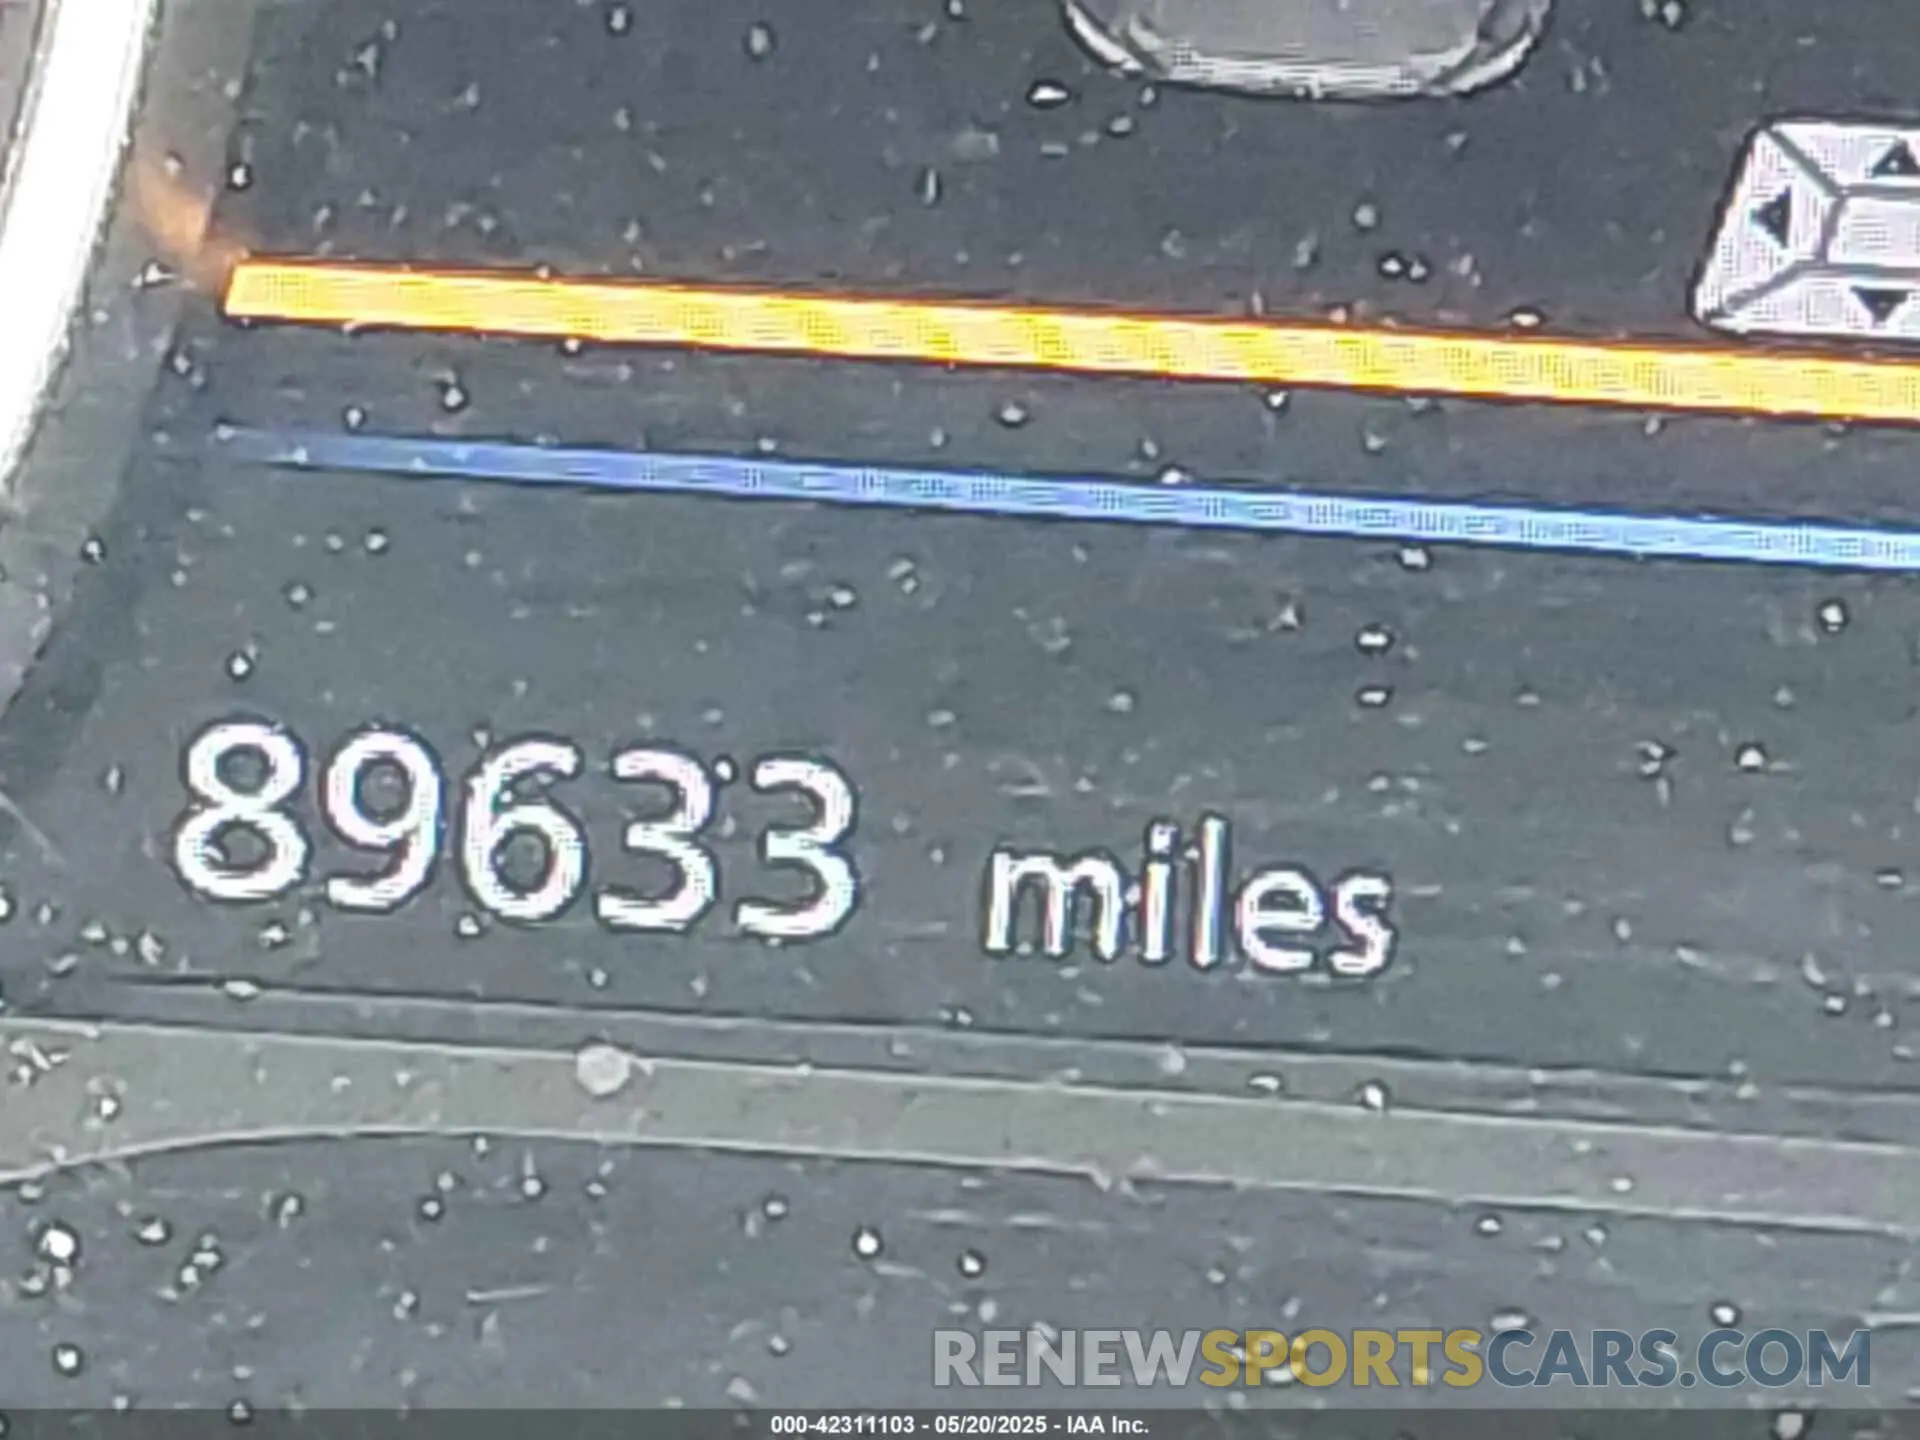 89633 miles
RENEWSPORTSCARS.COM
000-42311103 - 05/20/2025 - IAA Inc.